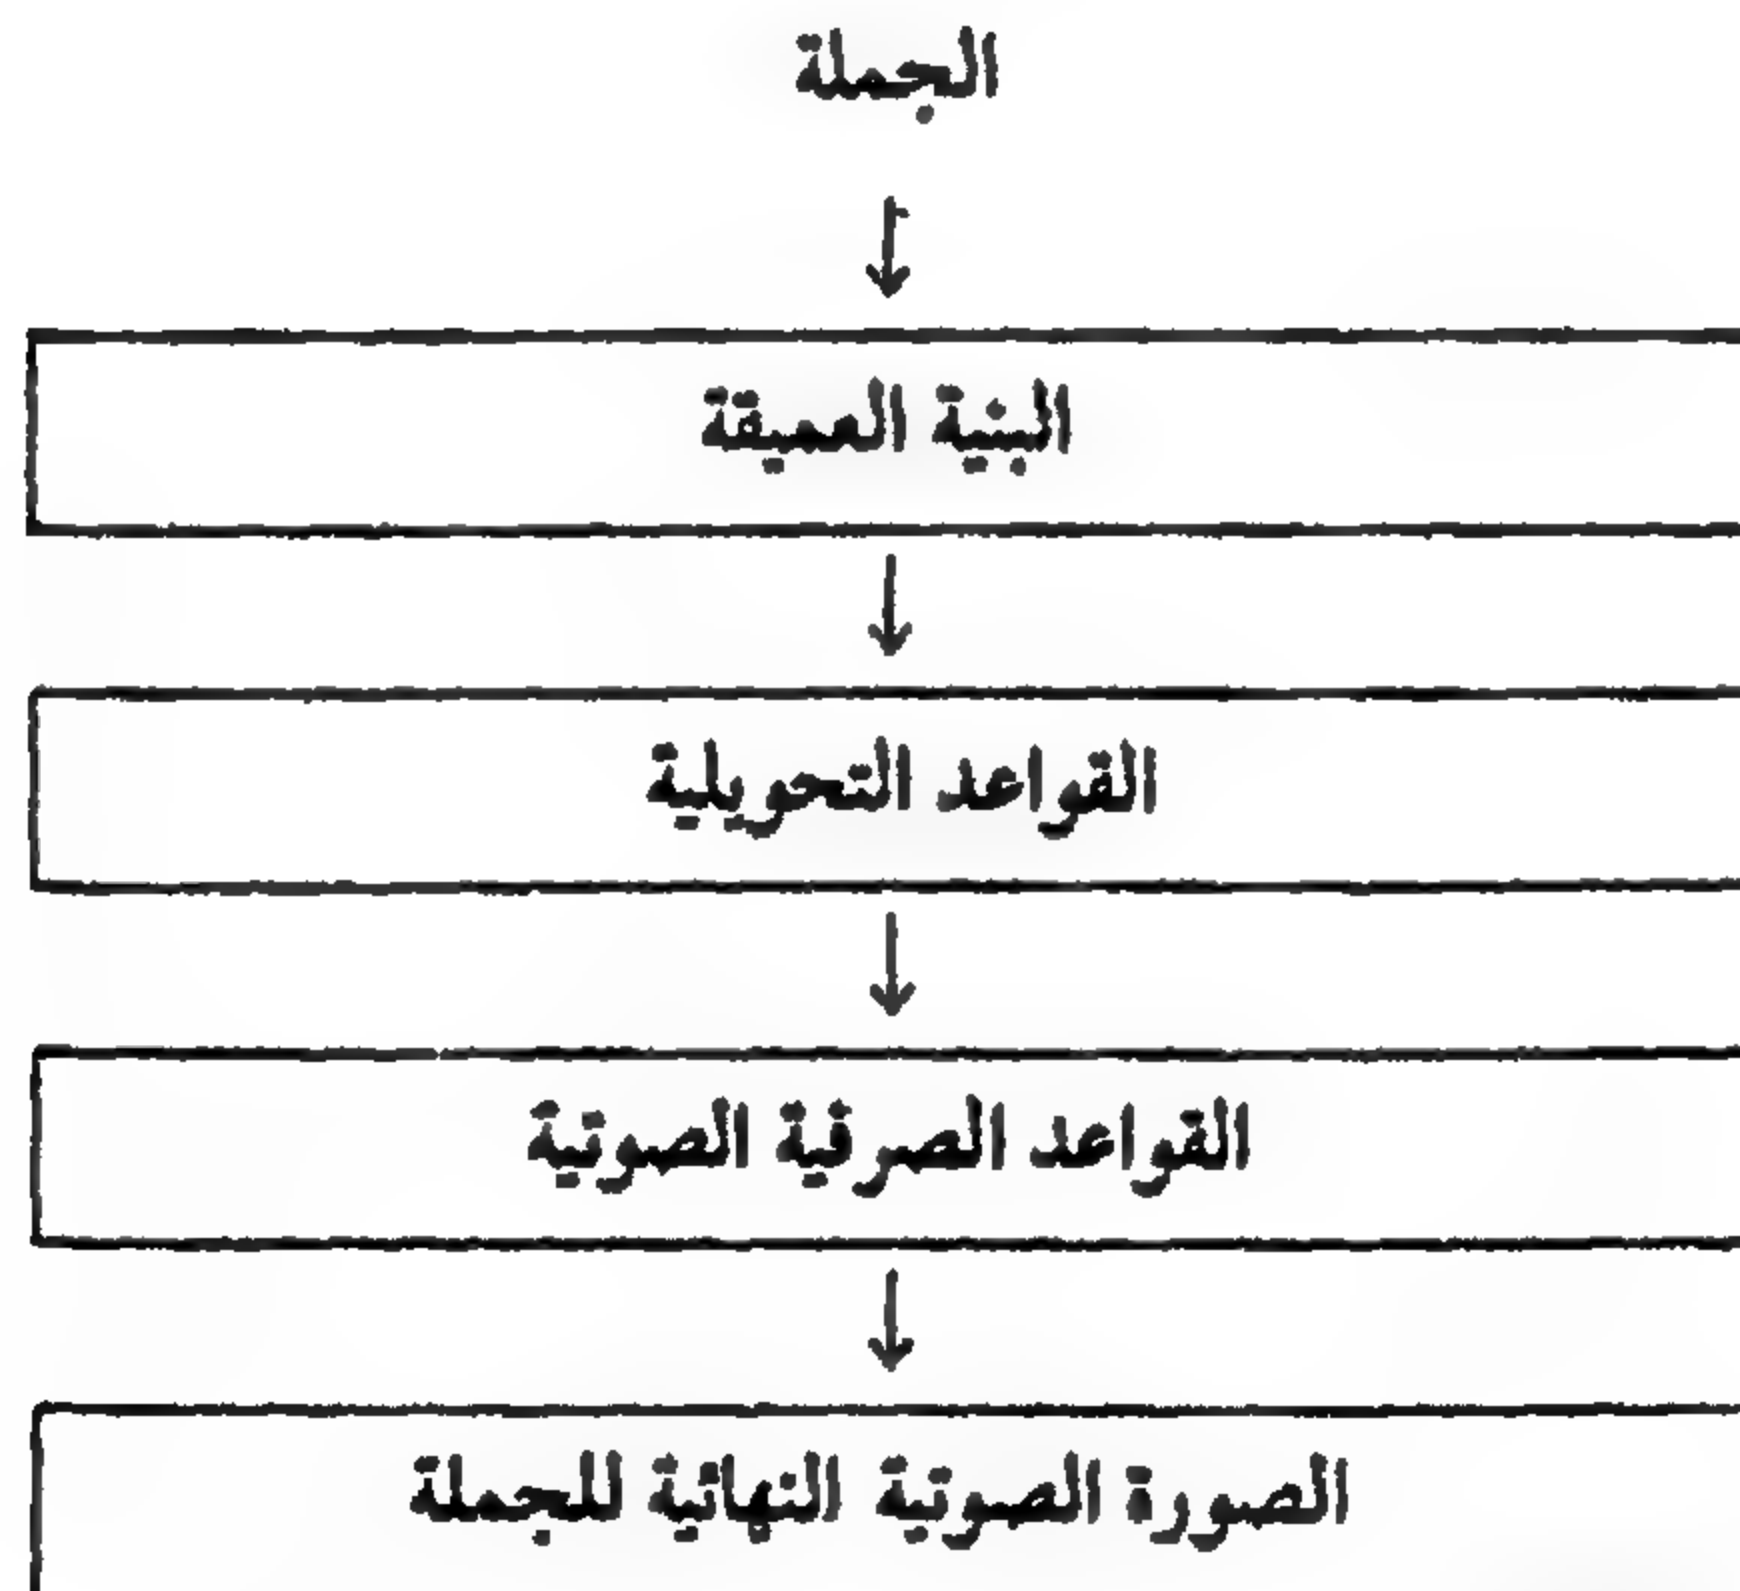 الجملة
البنية العميقة
القواعد التحويلية
القواعد الصرفية الصوتية
الصورة الصوتية النهائية للجملة